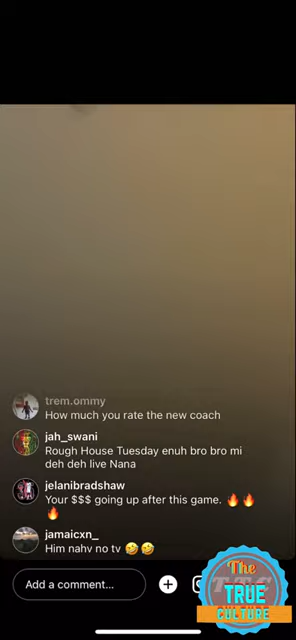 trem.ommy
How much you rate the new coach
jah_swani
Rough House Tuesday enuh bro bro mi
deh deh live Nana
jelanibradshaw
Your $$$ going up after this game. 🔥🔥
🔥
jamaicxn_
Him nahv no tv 🤣🤣
Add a comment...
The
TRUE
CULTURE